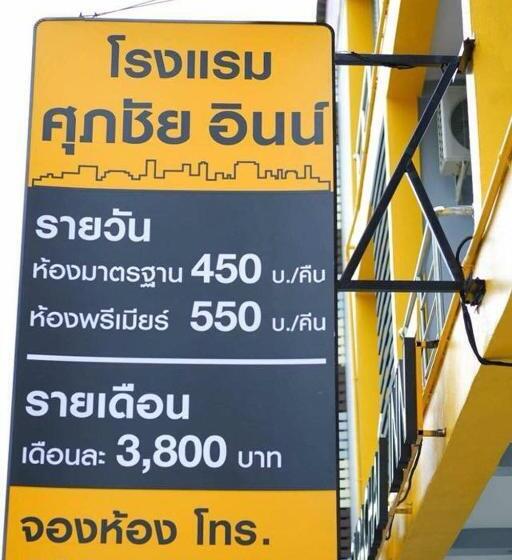 โรงแรม
ศุภชัย อินน์
รายวัน
ห้องมาตรฐาน 450 บ./คืน
ห้องพรีเมียร์ 550 บ./คืน
รายเดือน
เดือนละ 3,800 บาท
จองห้อง โทร.